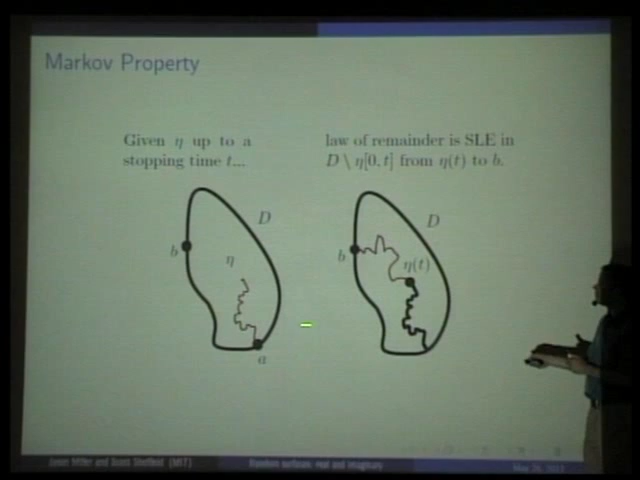 Markov Property
Given η up to a
stopping time t...
law of remainder is SLE in
D \ η[0, t] from η(t) to b.
D
b
η
a
D
b
η(t)
Jason Miller and Scott Sheffield (MIT)
Random surfaces: real and imaginary